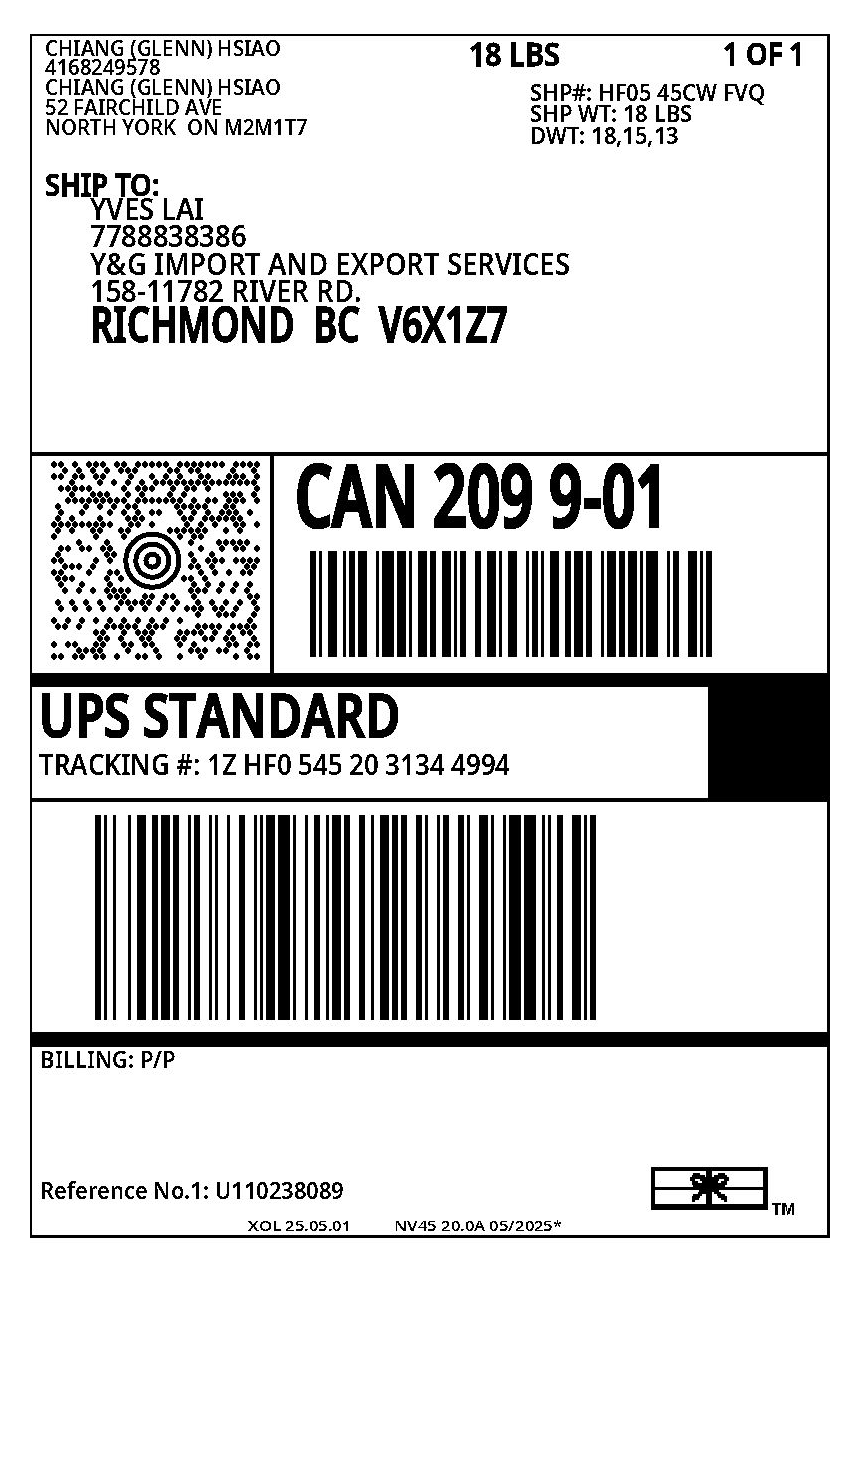 CHIANG (GLENN) HSIAO
4168249578
CHIANG (GLENN) HSIAO
52 FAIRCHILD AVE
NORTH YORK  ON M2M1T7
18 LBS
1 OF 1
SHP#: HF05 45CW FVQ
SHP WT: 18 LBS
DWT: 18,15,13
SHIP TO:
YVES LAI
7788838386
Y&G IMPORT AND EXPORT SERVICES
158-11782 RIVER RD.
RICHMOND  BC  V6X1Z7
CAN 209 9-01
UPS STANDARD
TRACKING #: 1Z HF0 545 20 3134 4994
BILLING: P/P
Reference No.1: U110238089
TM
XOL 25.05.01 NV45 20.0A 05/2025*